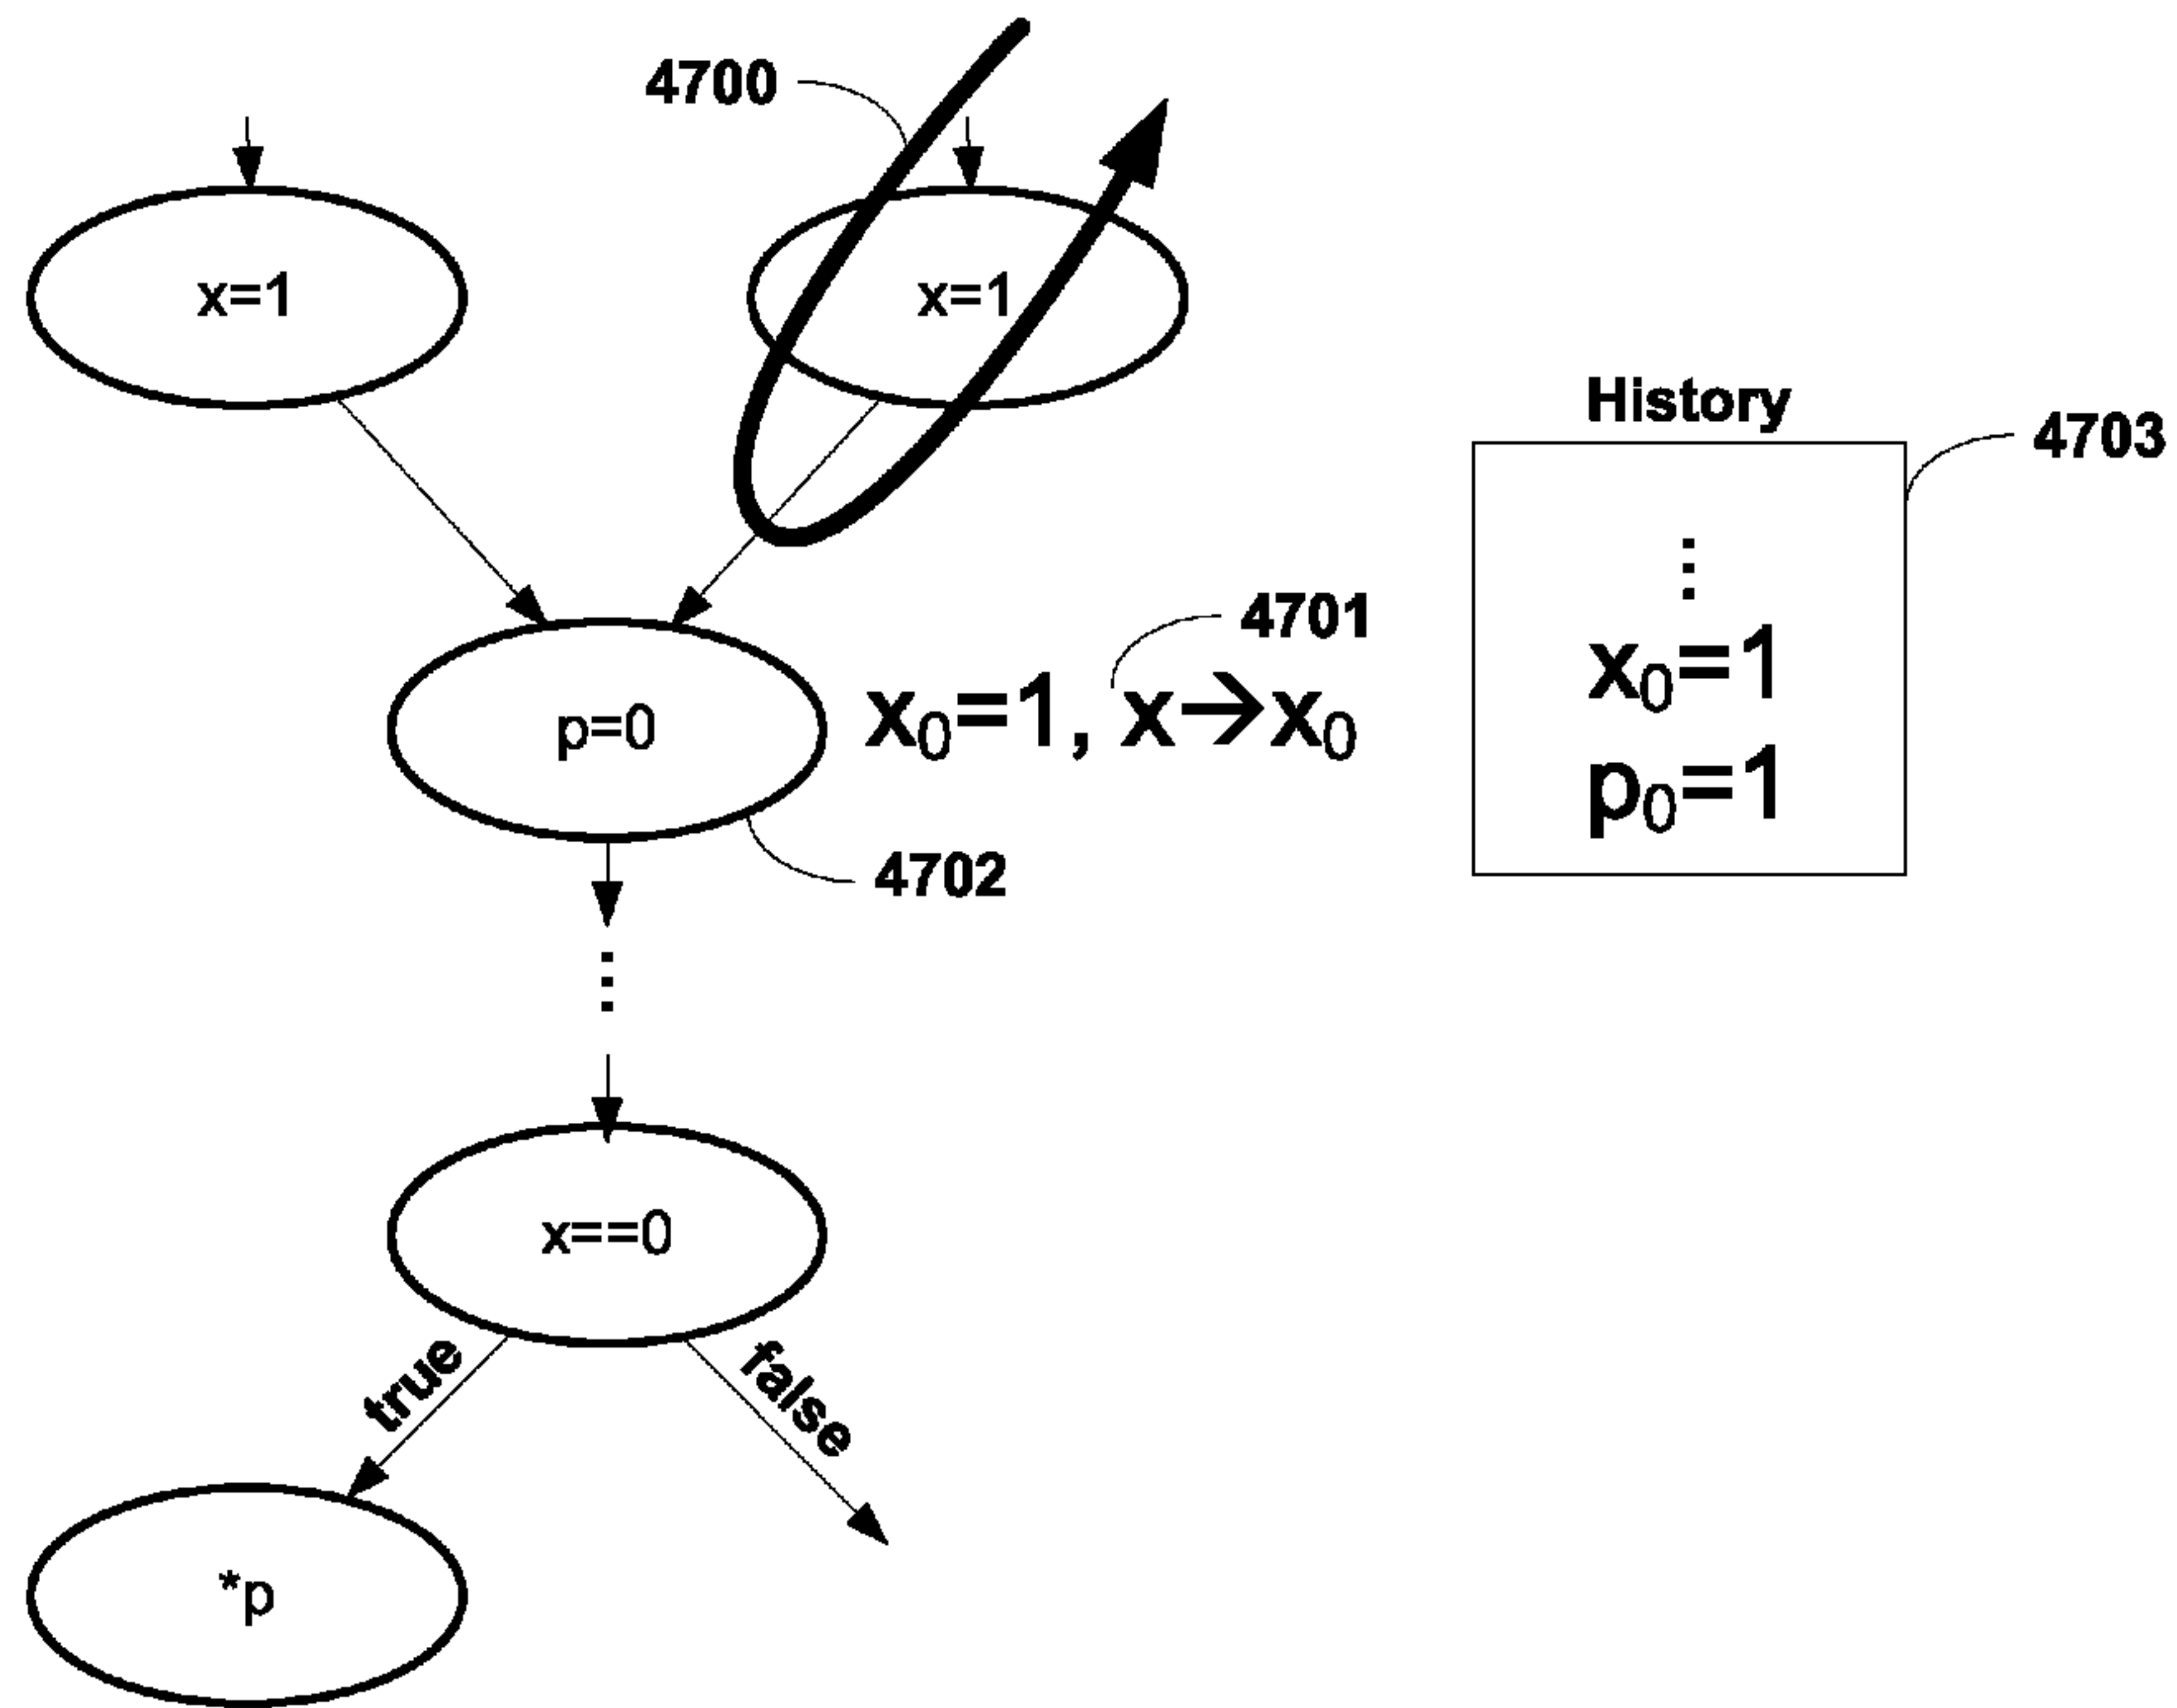 4700
x=1
x=1
History
4703
⋮
x₀=1
p₀=1
4701
p=0
x₀=1, x→x₀
4702
⋮
x==0
true
false
*p